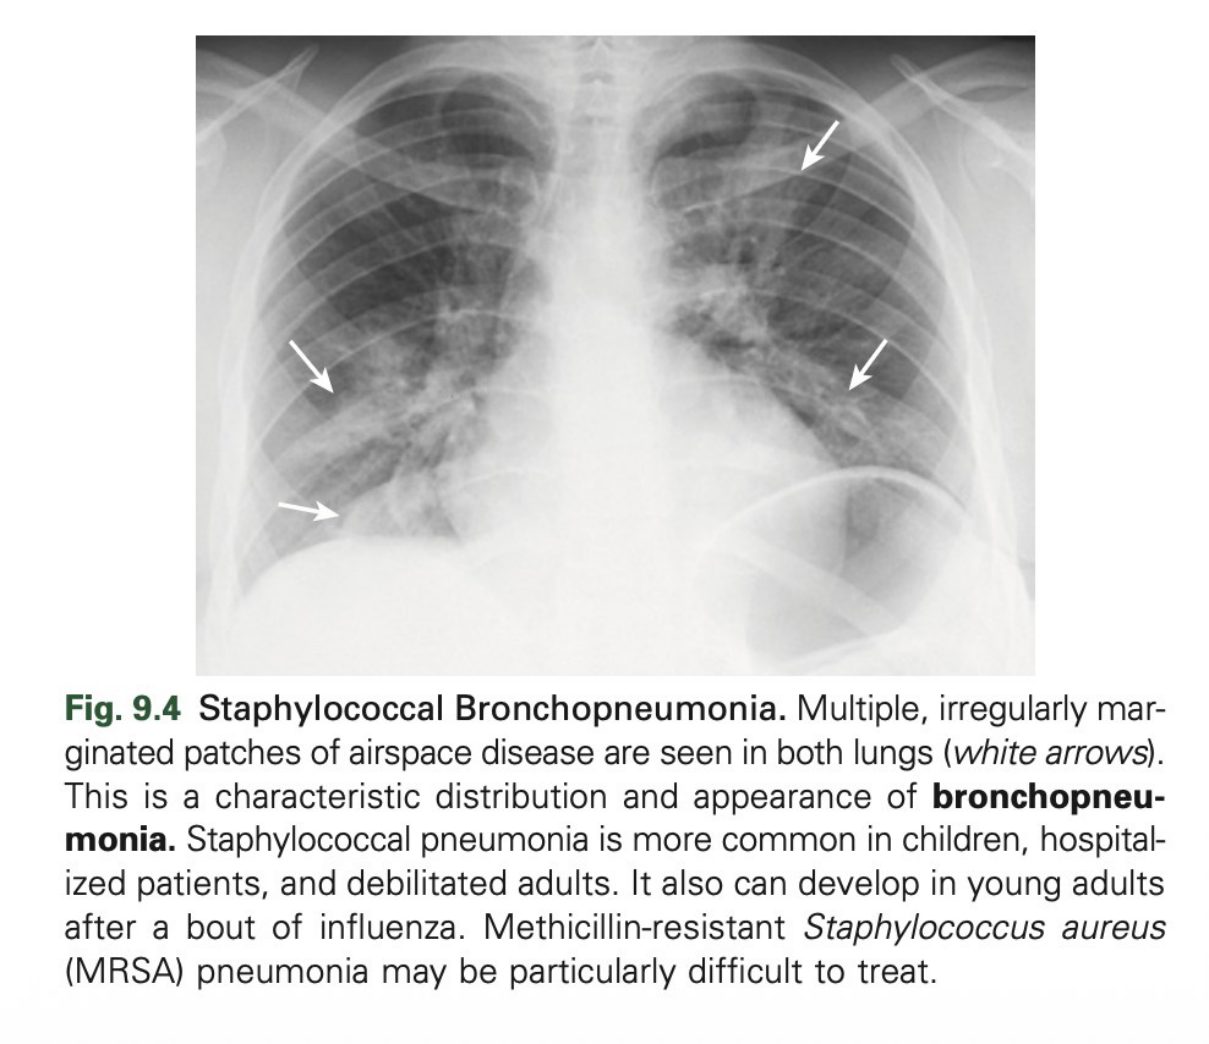 Fig. 9.4 Staphylococcal Bronchopneumonia. Multiple, irregularly mar-
ginated patches of airspace disease are seen in both lungs (white arrows).
This is a characteristic distribution and appearance of bronchopneu-
monia. Staphylococcal pneumonia is more common in children, hospital-
ized patients, and debilitated adults. It also can develop in young adults
after a bout of influenza. Methicillin-resistant Staphylococcus aureus
(MRSA) pneumonia may be particularly difficult to treat.